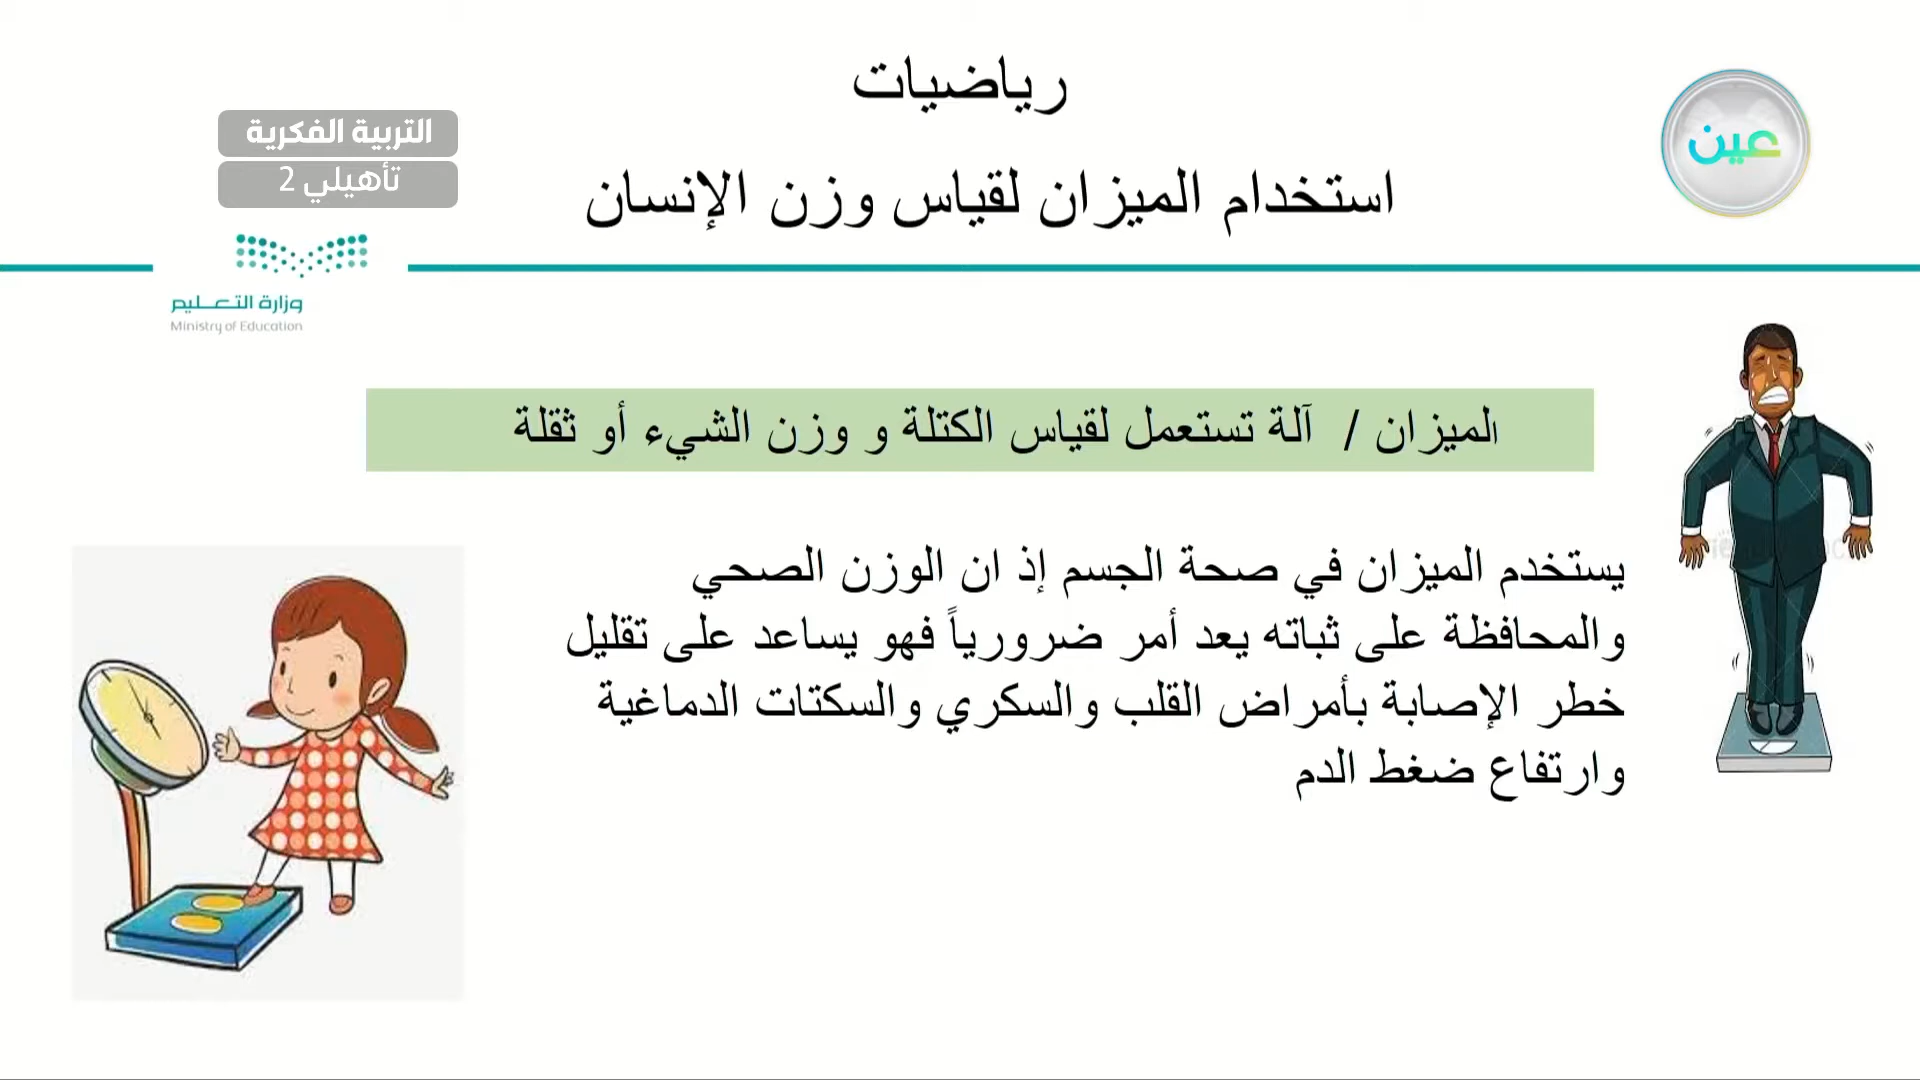 رياضيات
عين
التربية الفكرية
تأهيلي 2
استخدام الميزان لقياس وزن الإنسان
وزارة التعليم
Ministry of Education
الميزان / آلة تستعمل لقياس الكتلة و وزن الشيء أو ثقلة
يستخدم الميزان في صحة الجسم إذ ان الوزن الصحي
والمحافظة على ثباته يعد أمر ضرورياً فهو يساعد على تقليل
خطر الإصابة بأمراض القلب والسكري والسكتات الدماغية
وارتفاع ضغط الدم